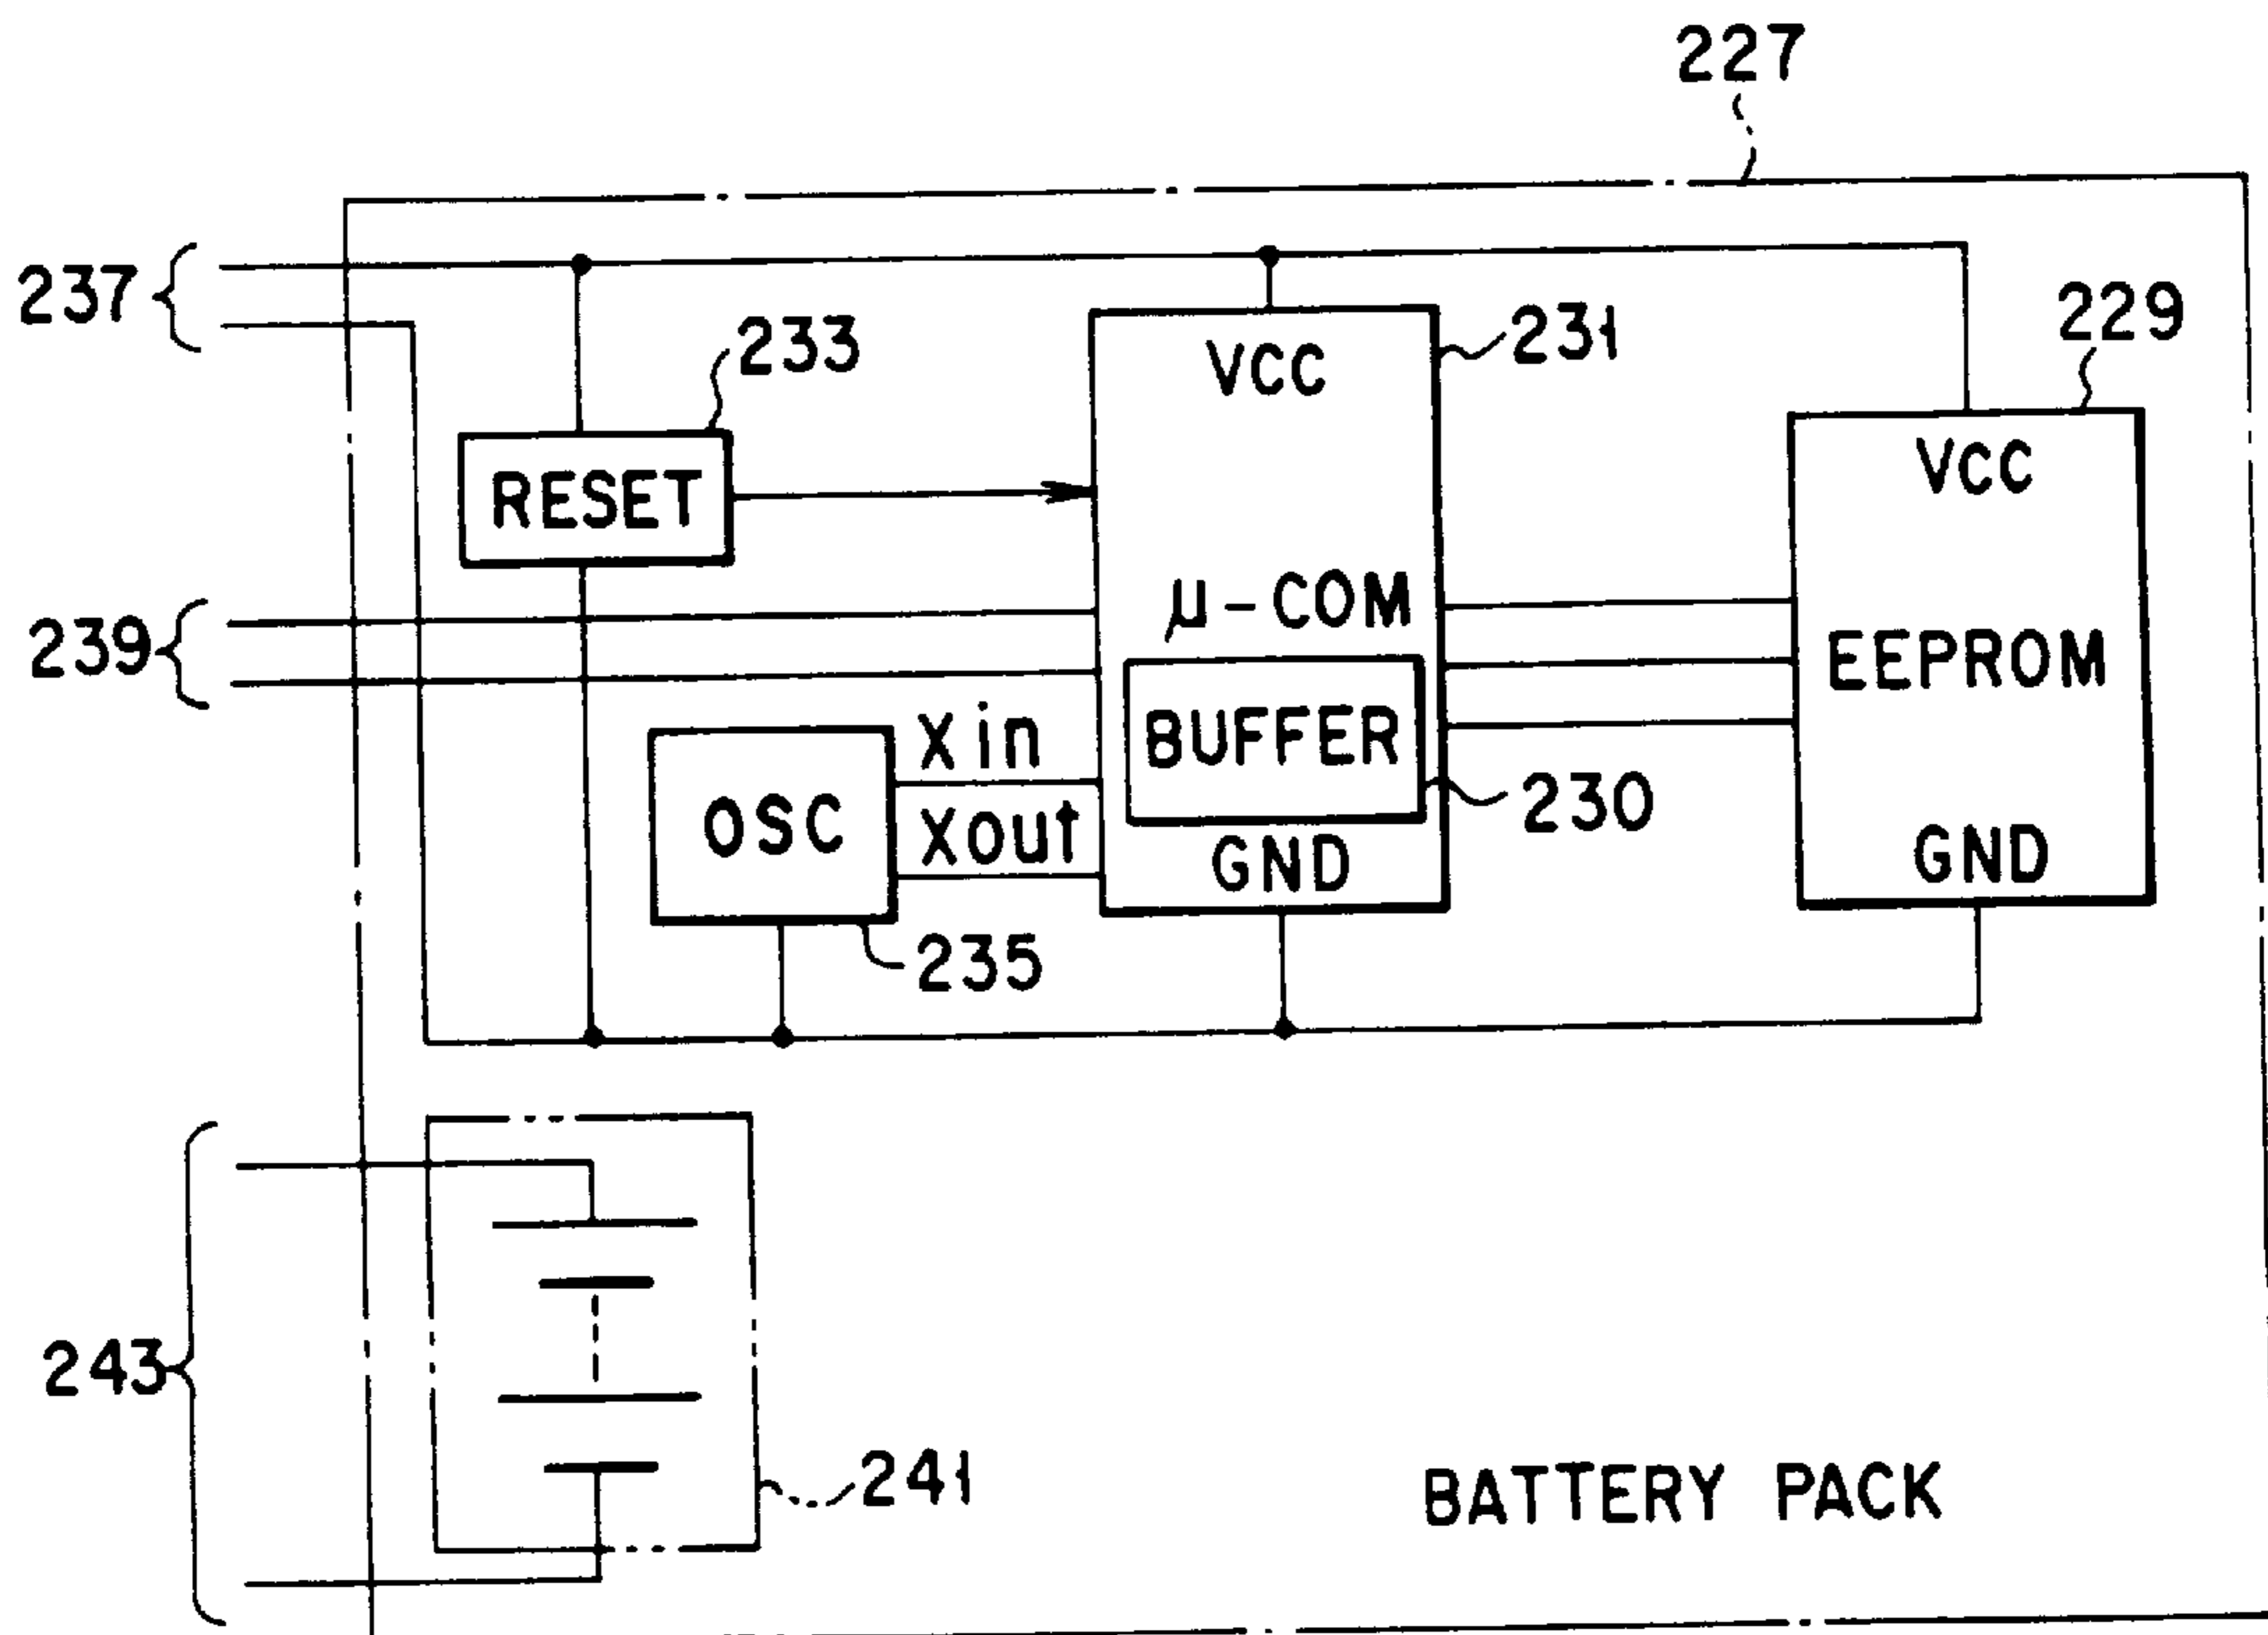 227
237
233
VCC
231
229
RESET
VCC
239
μ-COM
EEPROM
Xin
BUFFER
OSC
230
Xout
GND
GND
235
243
241
BATTERY PACK